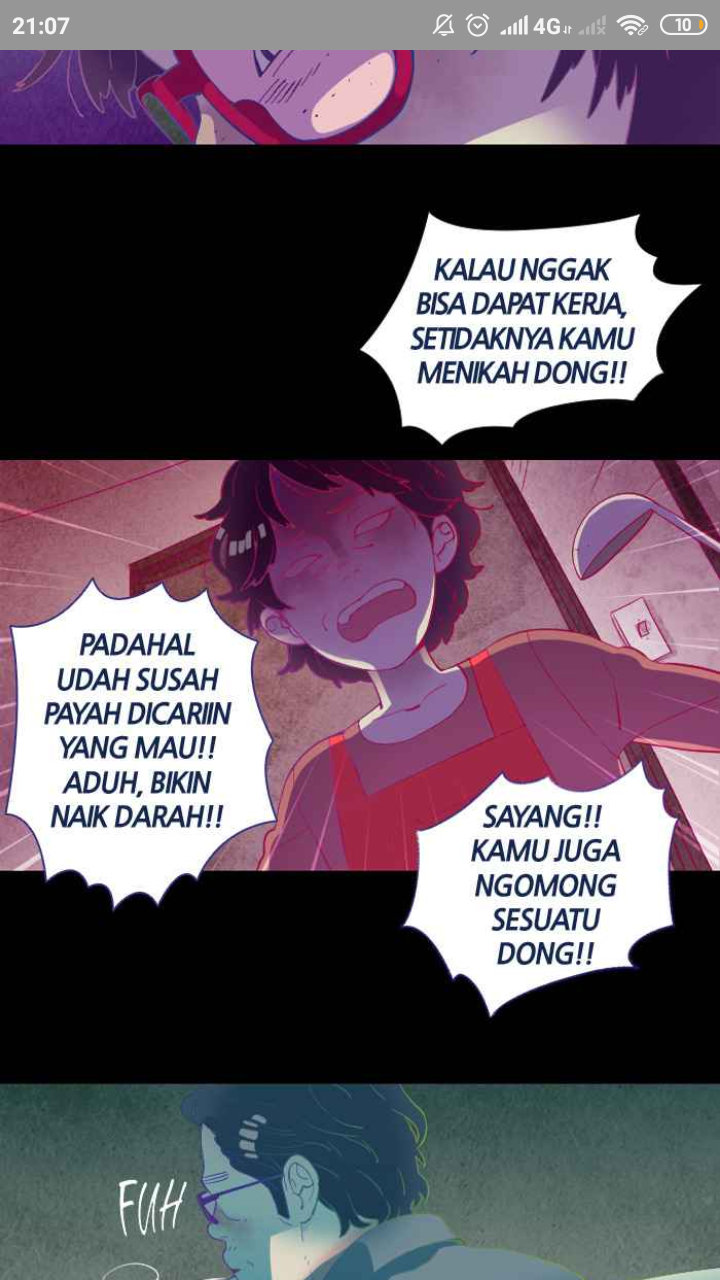 21:07
4G
10
KALAU NGGAK
BISA DAPAT KERJA,
SETIDAKNYA KAMU
MENIKAH DONG!!
PADAHAL
UDAH SUSAH
PAYAH DICARIIN
YANG MAU!!
ADUH, BIKIN
NAIK DARAH!!
SAYANG!!
KAMU JUGA
NGOMONG
SESUATU
DONG!!
FUH